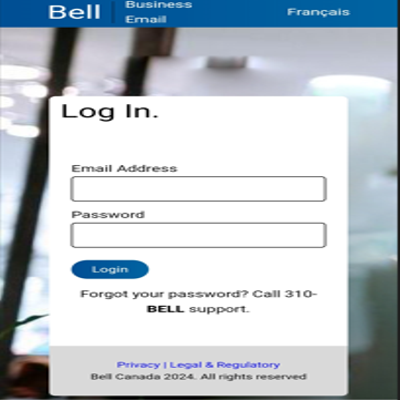 Bell
Business
Email
Français
Log In.
Email Address
Password
Login
Forgot your password? Call 310-
BELL support.
Privacy | Legal & Regulatory
Bell Canada 2024. All rights reserved